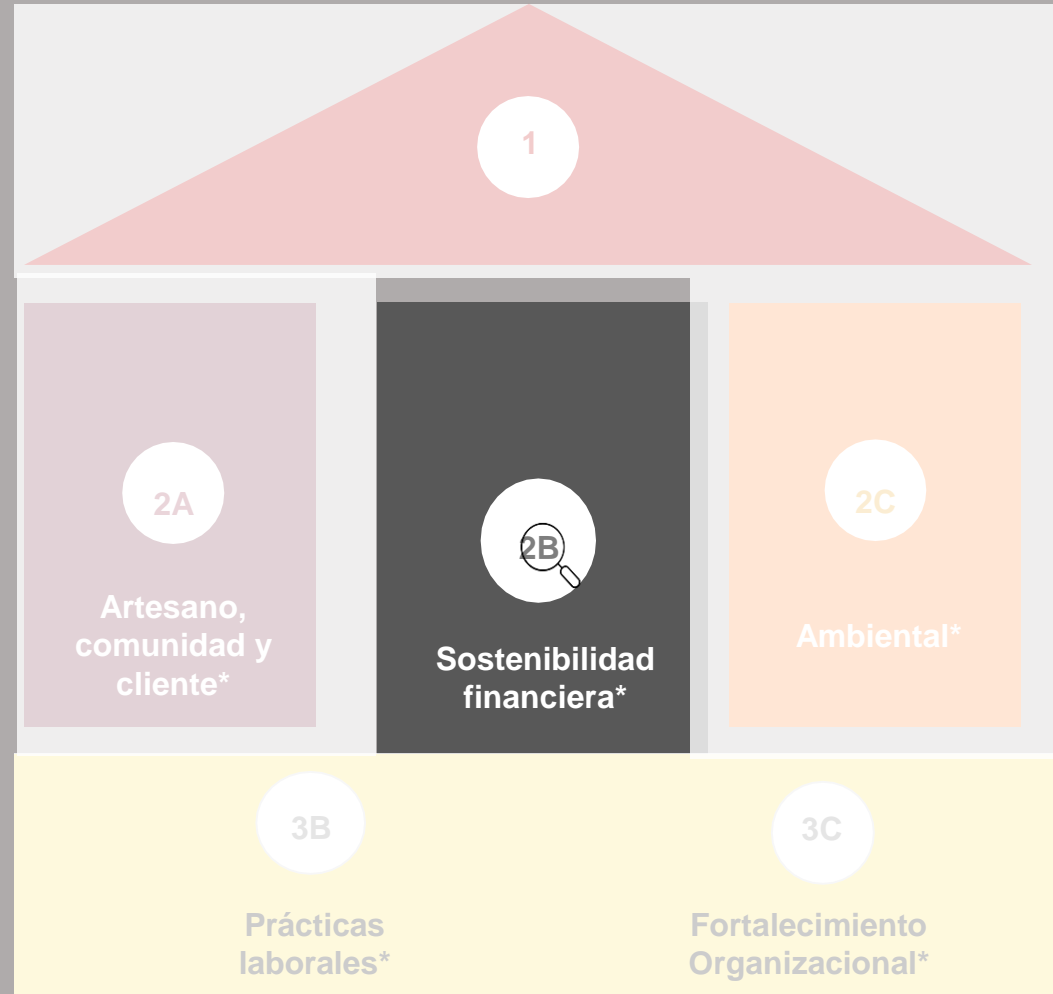 1
2A
Artesano,
comunidad y
cliente*
2B
Sostenibilidad
financiera*
2C
Ambiental*
3B
Prácticas
laborales*
3C
Fortalecimiento
Organizacional*